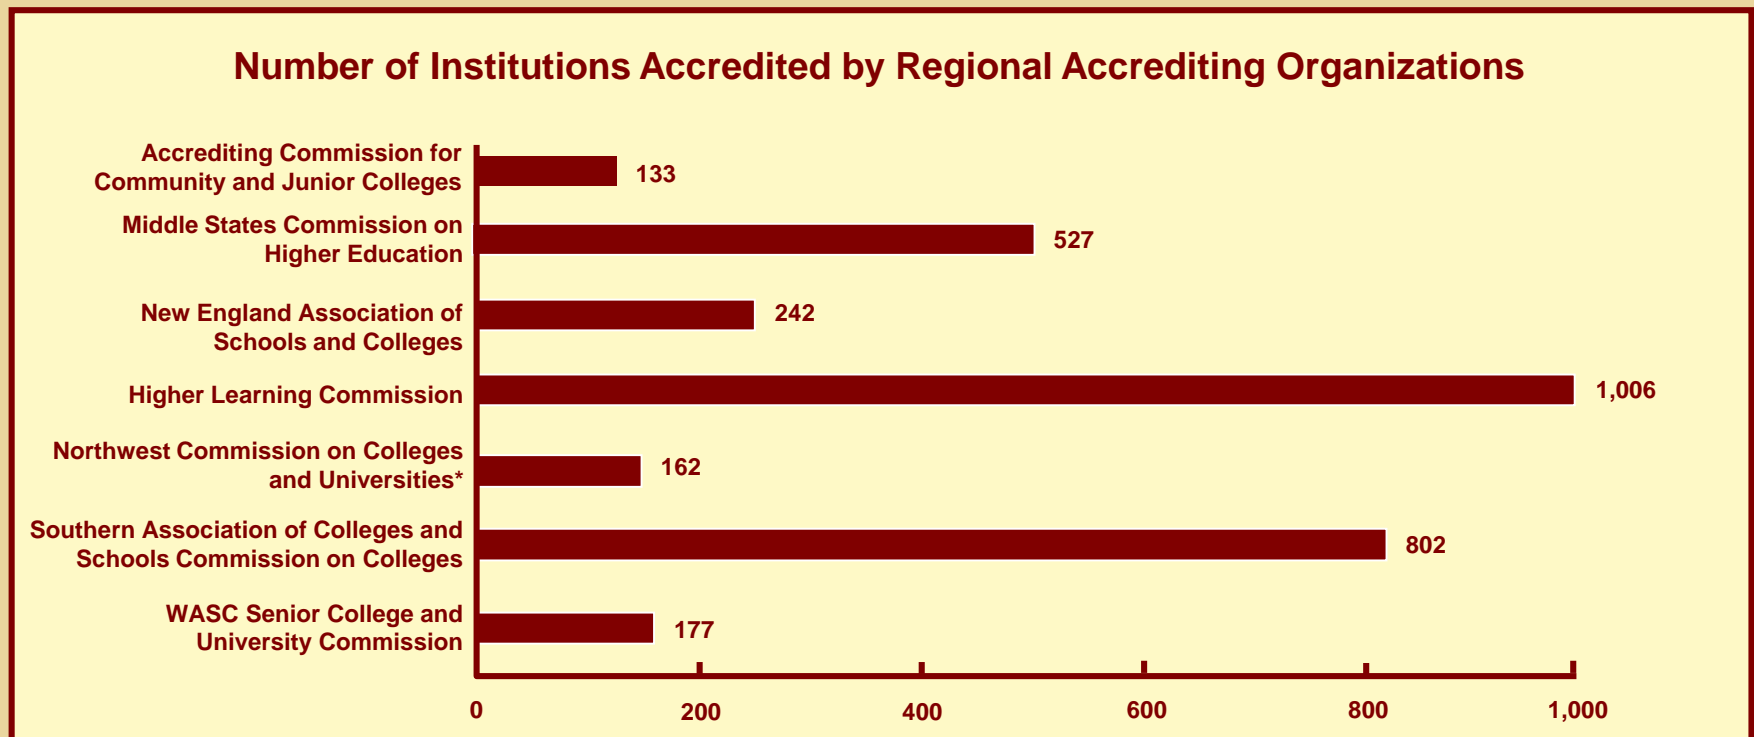 Number of Institutions Accredited by Regional Accrediting Organizations
Accrediting Commission for
Community and Junior Colleges
133
Middle States Commission on
Higher Education
527
New England Association of
Schools and Colleges
242
Higher Learning Commission
1,006
Northwest Commission on Colleges
and Universities*
162
Southern Association of Colleges and
Schools Commission on Colleges
802
WASC Senior College and
University Commission
177
0 200 400 600 800 1,000